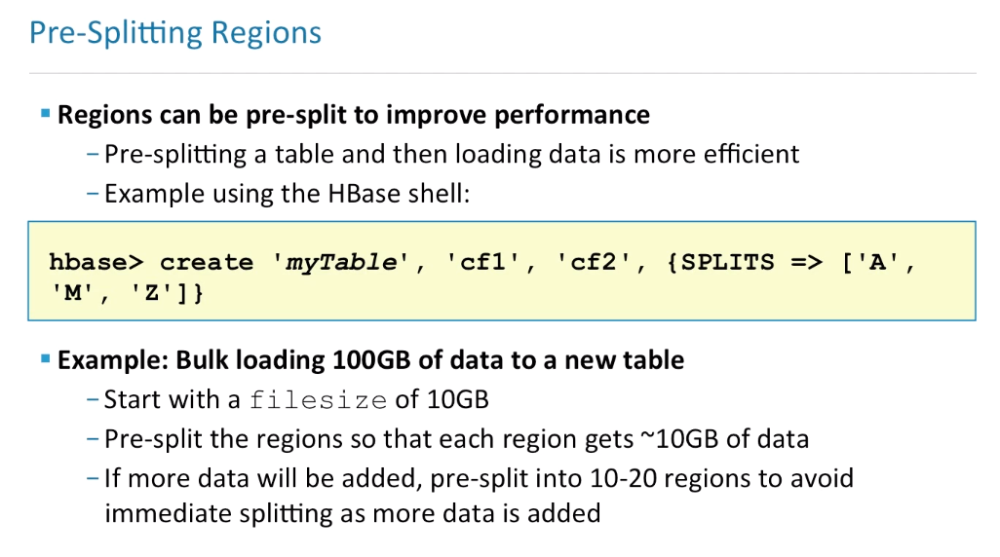 Pre-Splitting Regions
▪ Regions can be pre-split to improve performance
– Pre-splitting a table and then loading data is more efficient
– Example using the HBase shell:
hbase> create 'myTable', 'cf1', 'cf2', {SPLITS => ['A',
'M', 'Z']}
▪ Example: Bulk loading 100GB of data to a new table
– Start with a filesize of 10GB
– Pre-split the regions so that each region gets ~10GB of data
– If more data will be added, pre-split into 10-20 regions to avoid
immediate splitting as more data is added